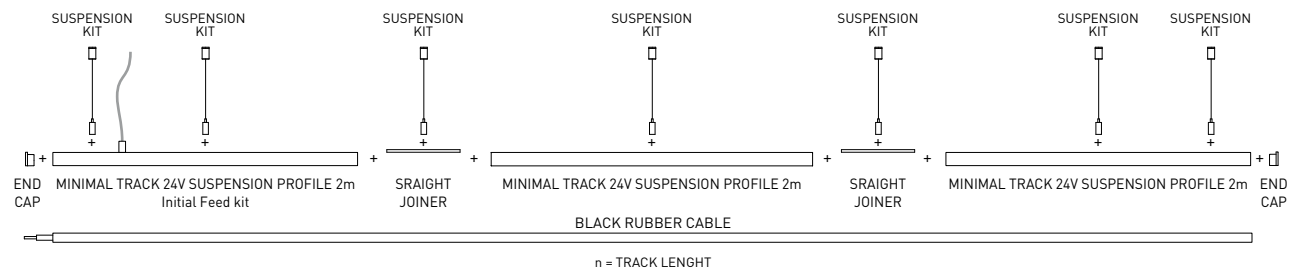 SUSPENSION
KIT
SUSPENSION
KIT
SUSPENSION
KIT
SUSPENSION
KIT
SUSPENSION
KIT
SUSPENSION
KIT
SUSPENSION
KIT
+ + + + + + +
+ + + + + +
END
CAP
MINIMAL TRACK 24V SUSPENSION PROFILE 2m
Initial Feed kit
SRAIGHT
JOINER
MINIMAL TRACK 24V SUSPENSION PROFILE 2m
SRAIGHT
JOINER
MINIMAL TRACK 24V SUSPENSION PROFILE 2m
END
CAP
BLACK RUBBER CABLE
n = TRACK LENGHT